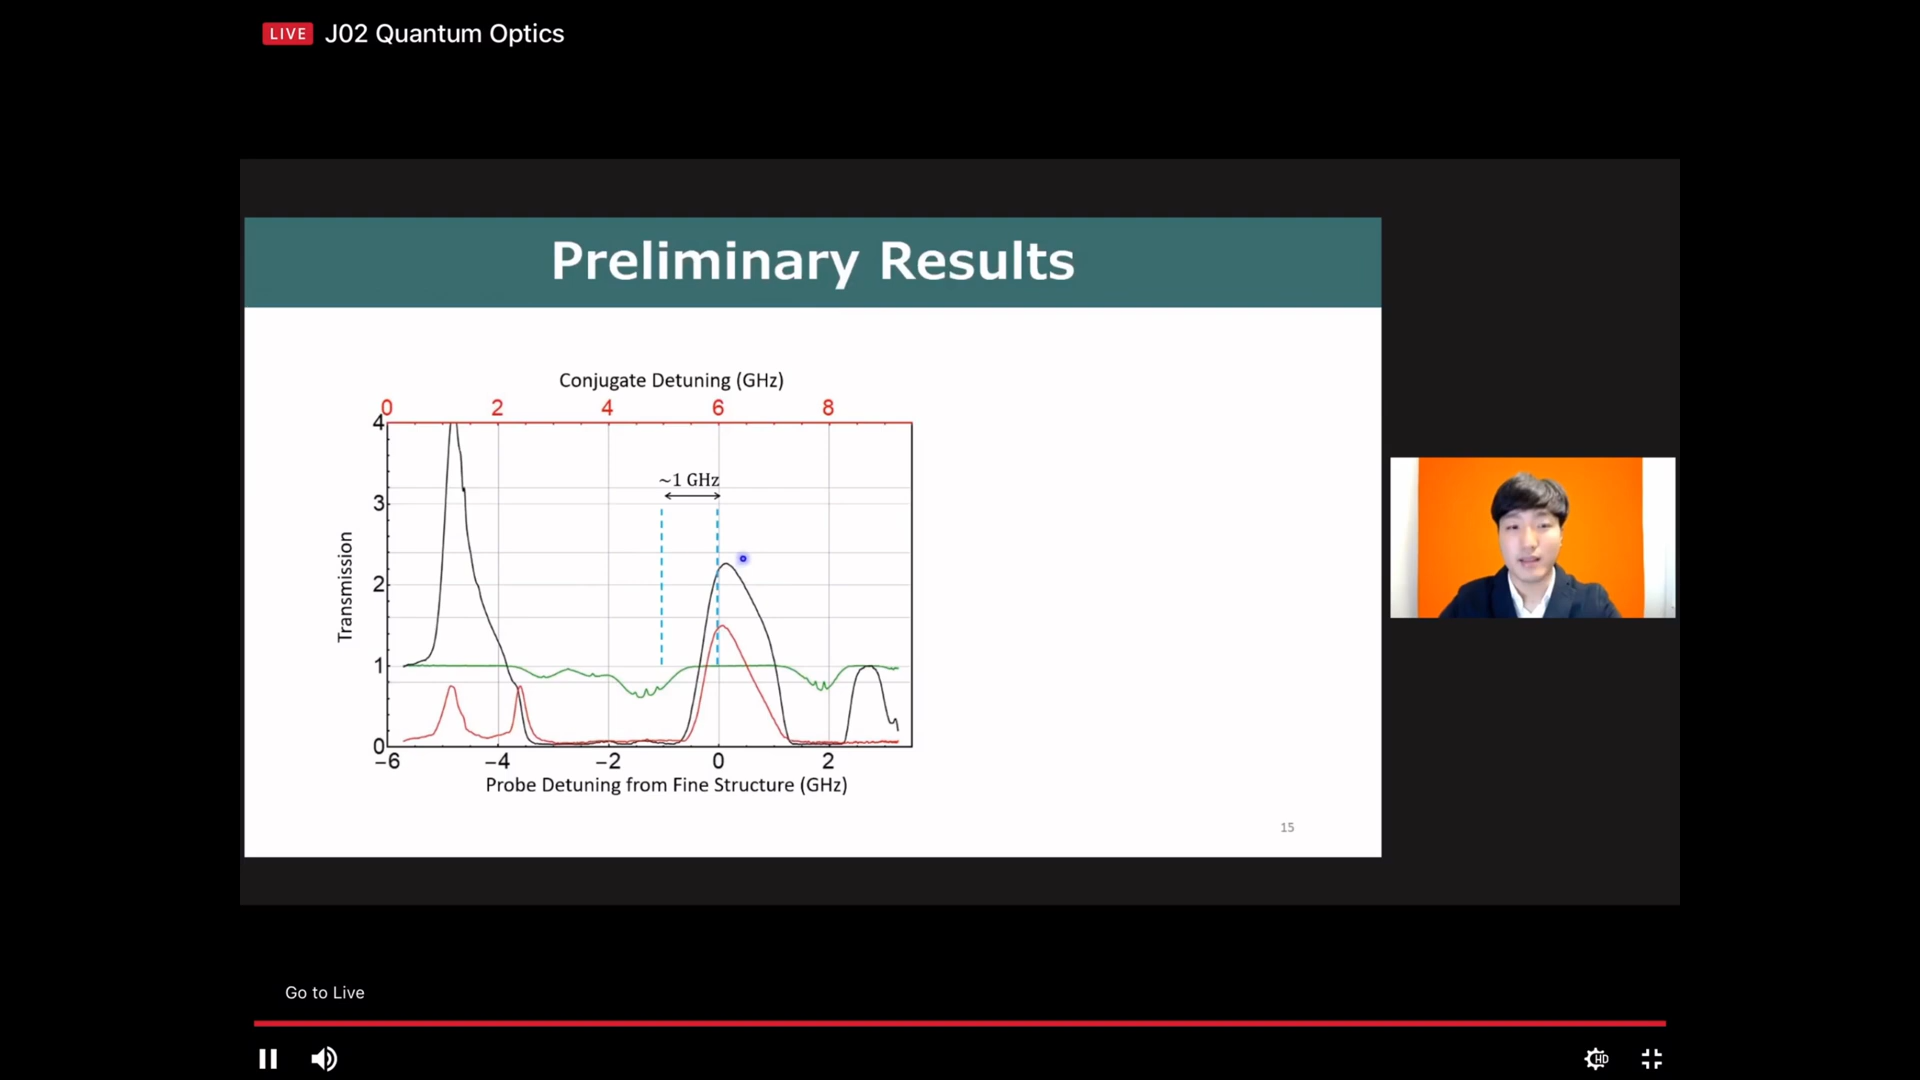 LIVE J02 Quantum Optics
Preliminary Results
Conjugate Detuning (GHz)
0 2 4 6 8
4
~1 GHz
3
Transmission
2
1
0
−6 −4 −2 0 2
Probe Detuning from Fine Structure (GHz)
15
Go to Live
HD